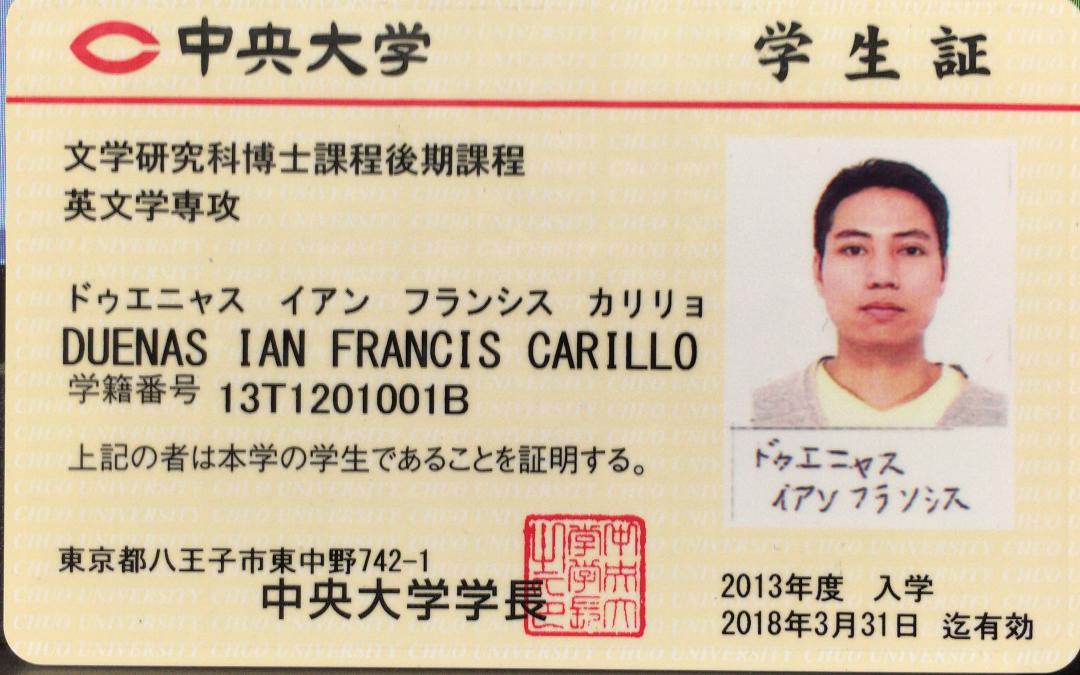 中央大学
学生証
文学研究科博士課程後期課程
英文学専攻
ドゥエニャス イアン フランシス カリリョ
DUENAS IAN FRANCIS CARILLO
学籍番号 13T1201001B
上記の者は本学の学生であることを証明する。
ドゥエニャス
イアン フランシス
東京都八王子市東中野742-1
中央大学学長
中央大学学長之印
2013年度 入学
2018年3月31日 迄有効
CHUO UNIVERSITY